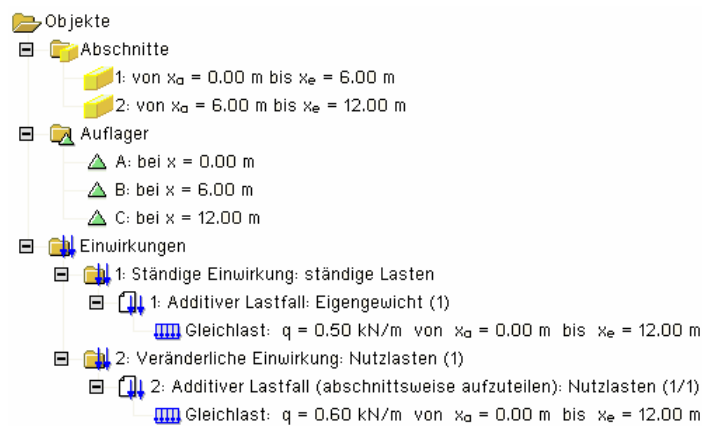 Objekte
Abschnitte
1: von xa = 0.00 m bis xe = 6.00 m
2: von xa = 6.00 m bis xe = 12.00 m
Auflager
A: bei x = 0.00 m
B: bei x = 6.00 m
C: bei x = 12.00 m
Einwirkungen
1: Ständige Einwirkung: ständige Lasten
1: Additiver Lastfall: Eigengewicht (1)
Gleichlast: q = 0.50 kN/m von xa = 0.00 m bis xe = 12.00 m
2: Veränderliche Einwirkung: Nutzlasten (1)
2: Additiver Lastfall (abschnittsweise aufzuteilen): Nutzlasten (1/1)
Gleichlast: q = 0.60 kN/m von xa = 0.00 m bis xe = 12.00 m